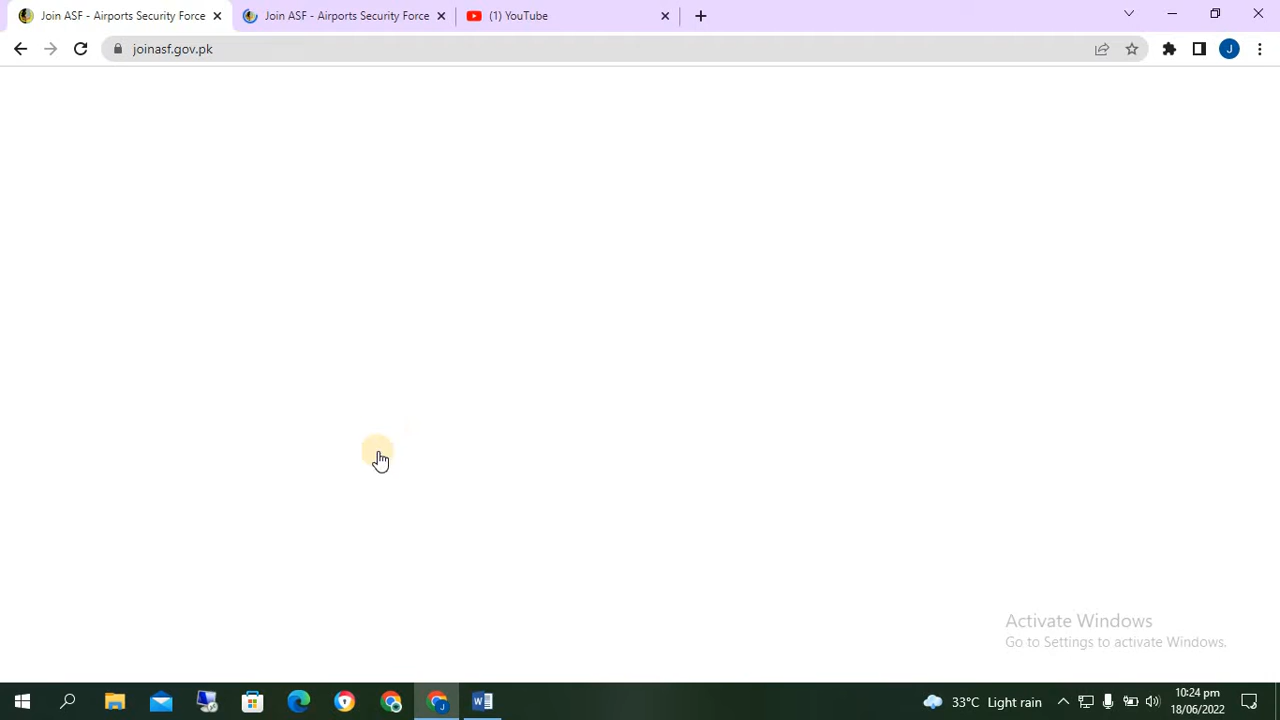 Join ASF - Airports Security Force
Join ASF - Airports Security Force
(1) YouTube
joinasf.gov.pk
J
Activate Windows
Go to Settings to activate Windows.
J
33°C Light rain
10:24 pm
18/06/2022